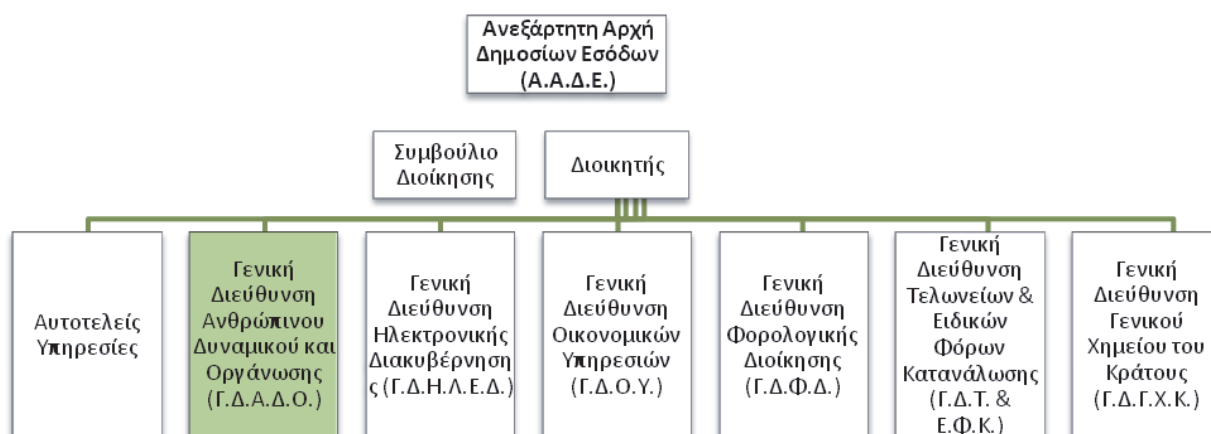 Ανεξάρτητη Αρχή
Δημοσίων Εσόδων
(Α.Α.Δ.Ε.)
Συμβούλιο
Διοίκησης
Διοικητής
Αυτοτελείς
Υπηρεσίες
Γενική
Διεύθυνση
Ανθρώπινου
Δυναμικού και
Οργάνωσης
(Γ.Δ.Α.Δ.Ο.)
Γενική
Διεύθυνση
Ηλεκτρονικής
Διακυβέρνηση
ς (Γ.Δ.Η.Λ.Ε.Δ.)
Γενική
Διεύθυνση
Οικονομικών
Υπηρεσιών
(Γ.Δ.Ο.Υ.)
Γενική
Διεύθυνση
Φορολογικής
Διοίκησης
(Γ.Δ.Φ.Δ.)
Γενική
Διεύθυνση
Τελωνείων &
Ειδικών
Φόρων
Κατανάλωσης
(Γ.Δ.Τ. &
Ε.Φ.Κ.)
Γενική
Διεύθυνση
Γενικού
Χημείου του
Κράτους
(Γ.Δ.Γ.Χ.Κ.)